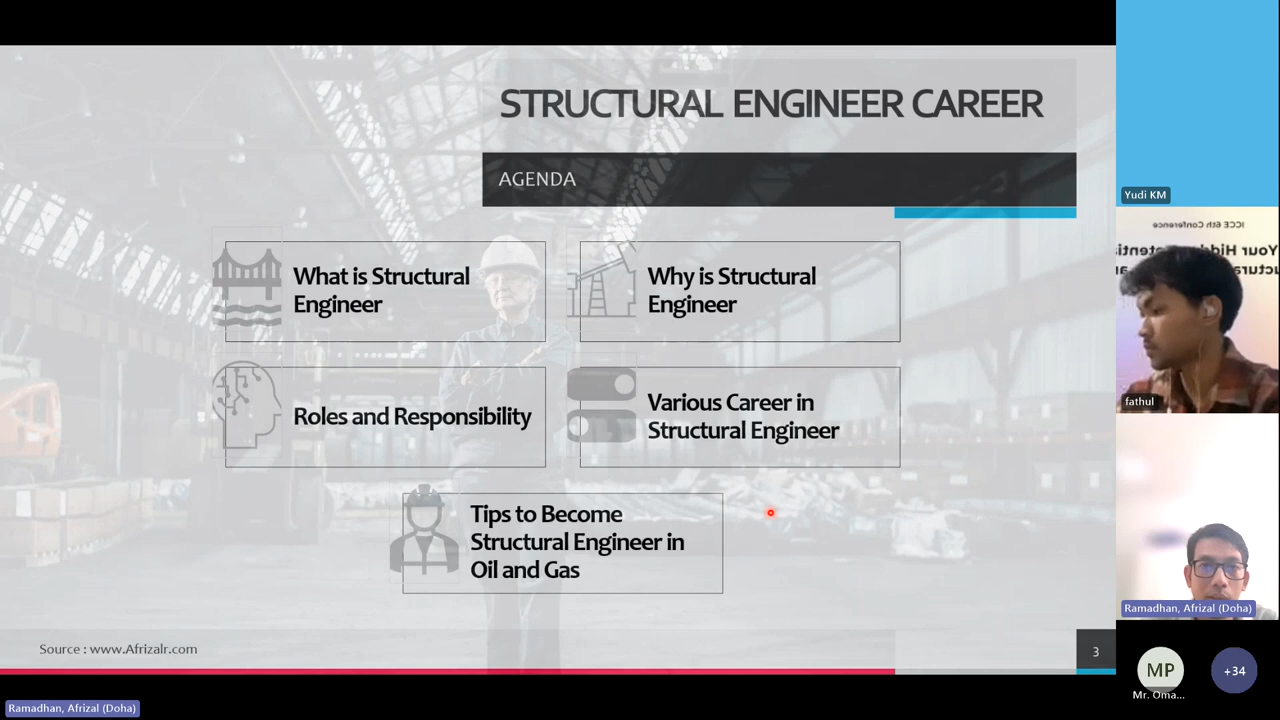 STRUCTURAL ENGINEER CAREER
AGENDA
What is Structural
Engineer
Why is Structural
Engineer
Roles and Responsibility
Various Career in
Structural Engineer
Tips to Become
Structural Engineer in
Oil and Gas
Source : www.Afrizalr.com
3
Ramadhan, Afrizal (Doha)
Yudi KM
ICCE 6th Conference
Your
fathul
Ramadhan, Afrizal (Doha)
MP
Mr. Oma...
+34